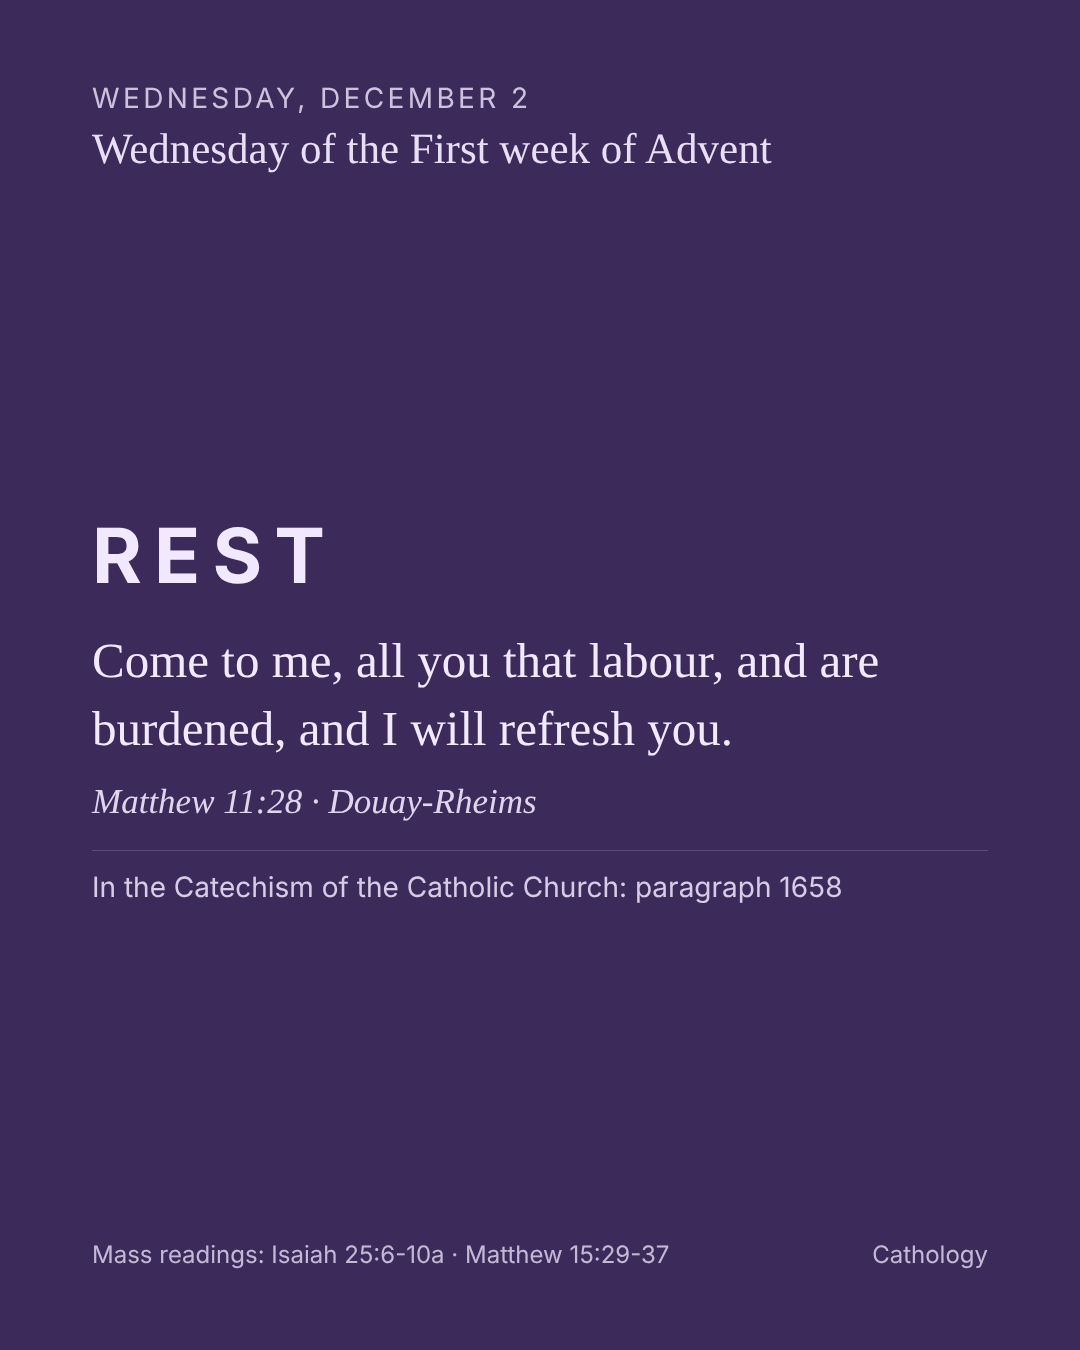 WEDNESDAY, DECEMBER 2
Wednesday of the First week of Advent
REST
Come to me, all you that labour, and are
burdened, and I will refresh you.
Matthew 11:28 · Douay-Rheims
In the Catechism of the Catholic Church: paragraph 1658
Mass readings: Isaiah 25:6-10a · Matthew 15:29-37
Cathology